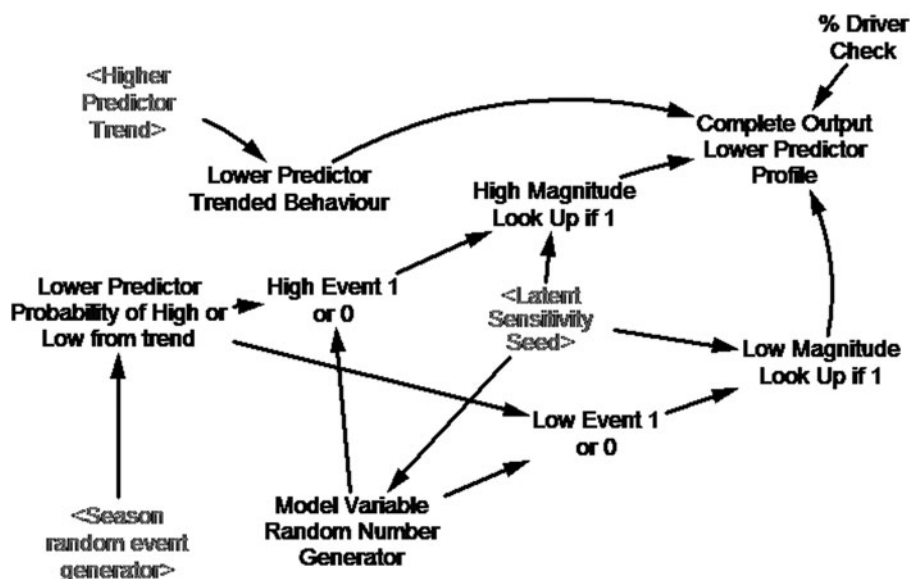 % Driver
Check
<Higher
Predictor
Trend>
Complete Output
Lower Predictor
Profile
Lower Predictor
Trended Behaviour
High Magnitude
Look Up if 1
Lower Predictor
Probability of High or
Low from trend
High Event 1
or 0
<Latent
Sensitivity
Seed>
Low Magnitude
Look Up if 1
Low Event 1
or 0
Model Variable
Random Number
Generator
<Season
random event
generator>